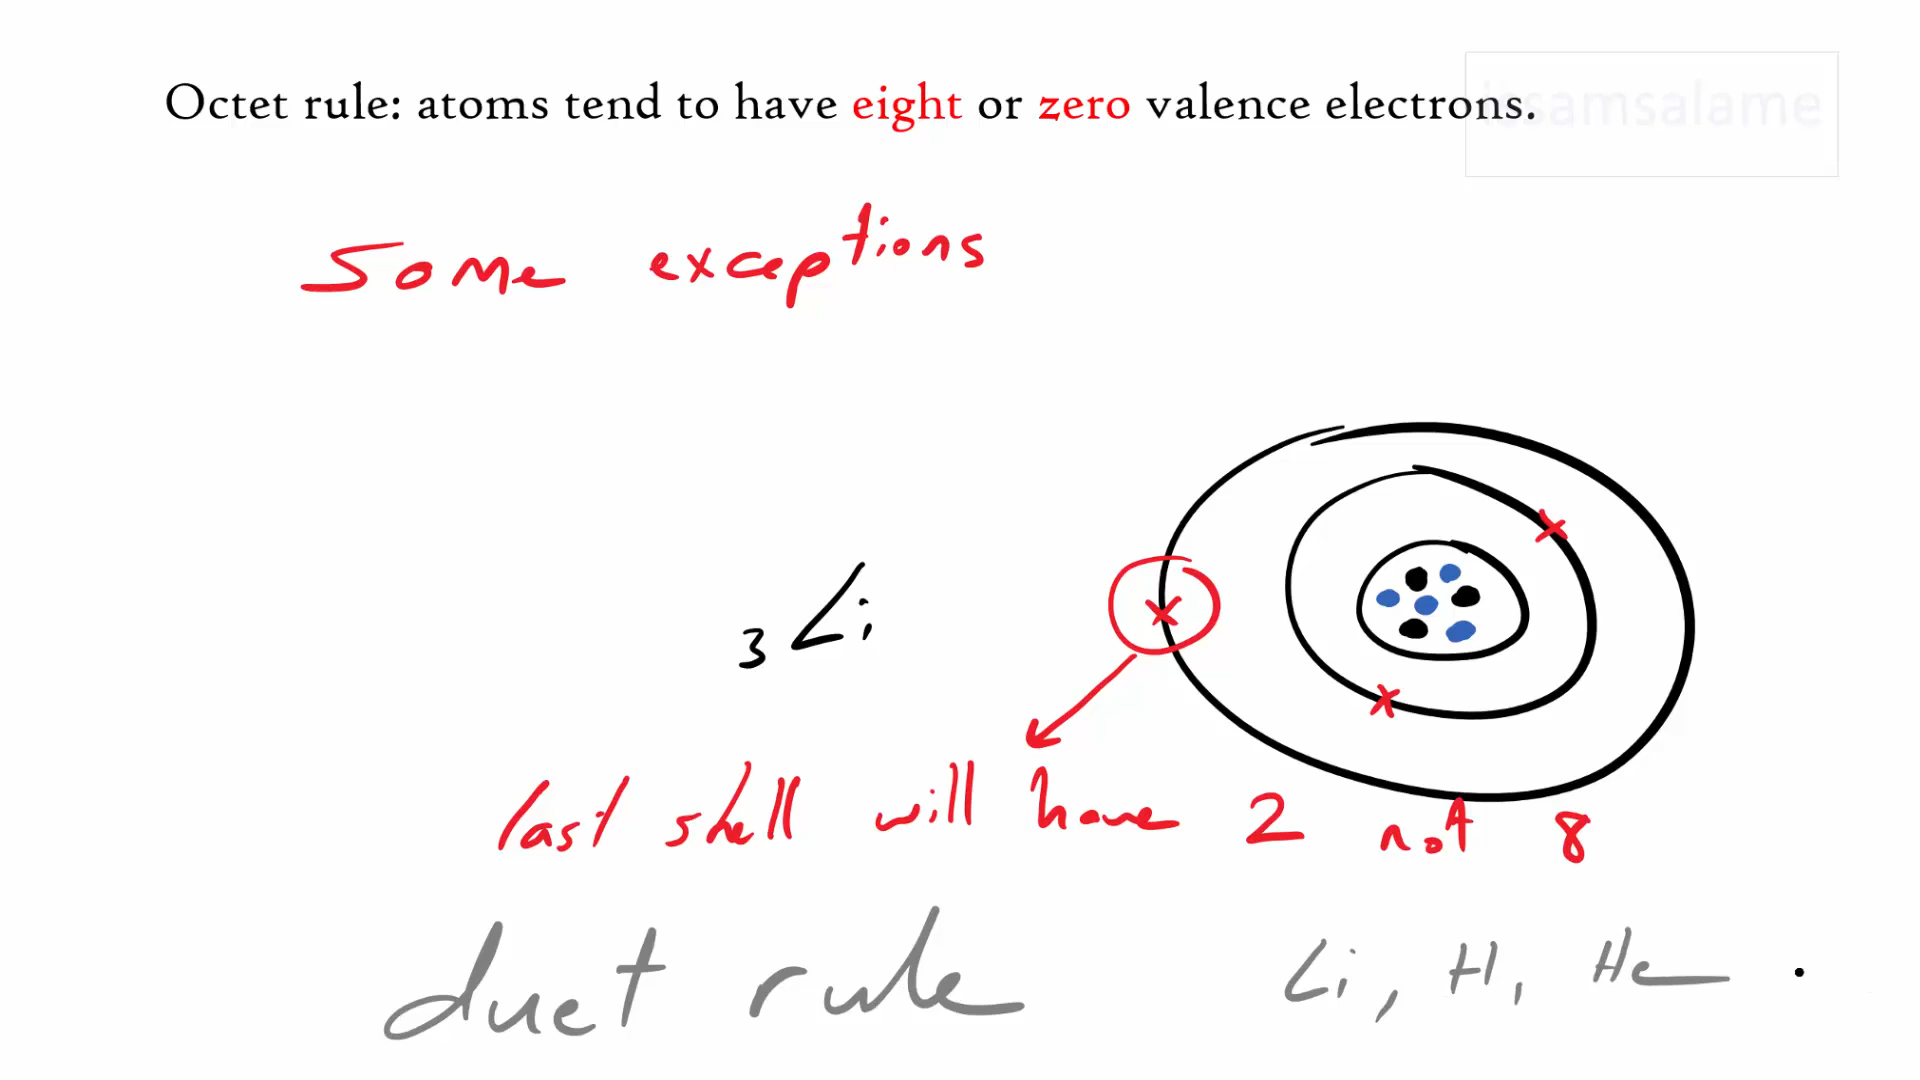 Octet rule: atoms tend to have eight or zero valence electrons.
issamsalame
Some exceptions
3 Li
last shell will have 2 not 8
duet rule Li, H, He